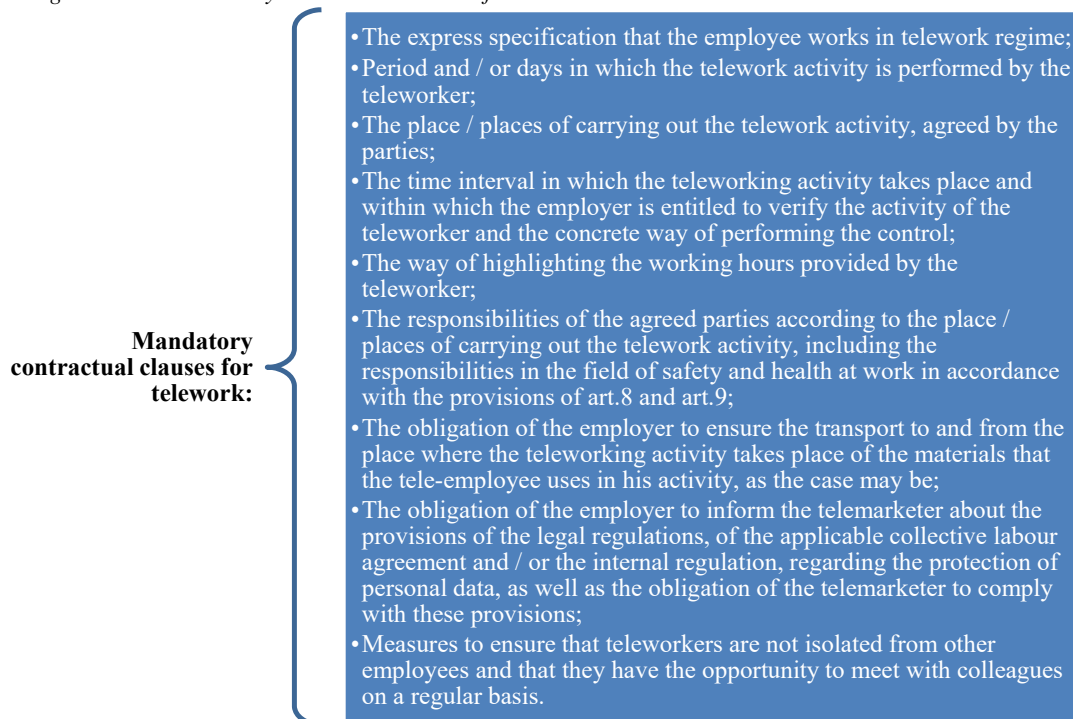 Mandatory
contractual clauses for
telework:
•The express specification that the employee works in telework regime;
•Period and / or days in which the telework activity is performed by the
teleworker;
•The place / places of carrying out the telework activity, agreed by the
parties;
•The time interval in which the teleworking activity takes place and
within which the employer is entitled to verify the activity of the
teleworker and the concrete way of performing the control;
•The way of highlighting the working hours provided by the
teleworker;
•The responsibilities of the agreed parties according to the place /
places of carrying out the telework activity, including the
responsibilities in the field of safety and health at work in accordance
with the provisions of art.8 and art.9;
•The obligation of the employer to ensure the transport to and from the
place where the teleworking activity takes place of the materials that
the tele-employee uses in his activity, as the case may be;
•The obligation of the employer to inform the telemarketer about the
provisions of the legal regulations, of the applicable collective labour
agreement and / or the internal regulation, regarding the protection of
personal data, as well as the obligation of the telemarketer to comply
with these provisions;
•Measures to ensure that teleworkers are not isolated from other
employees and that they have the opportunity to meet with colleagues
on a regular basis.